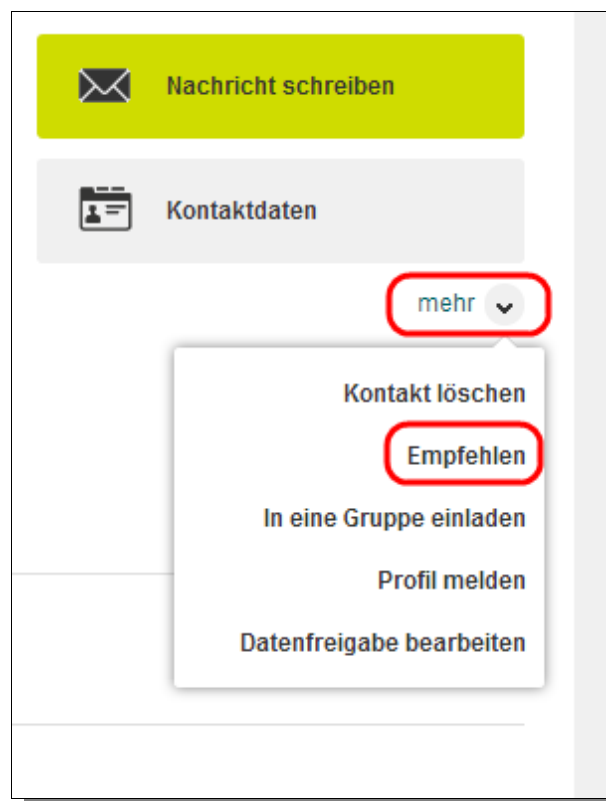 Nachricht schreiben
Kontaktdaten
mehr
Kontakt löschen
Empfehlen
In eine Gruppe einladen
Profil melden
Datenfreigabe bearbeiten